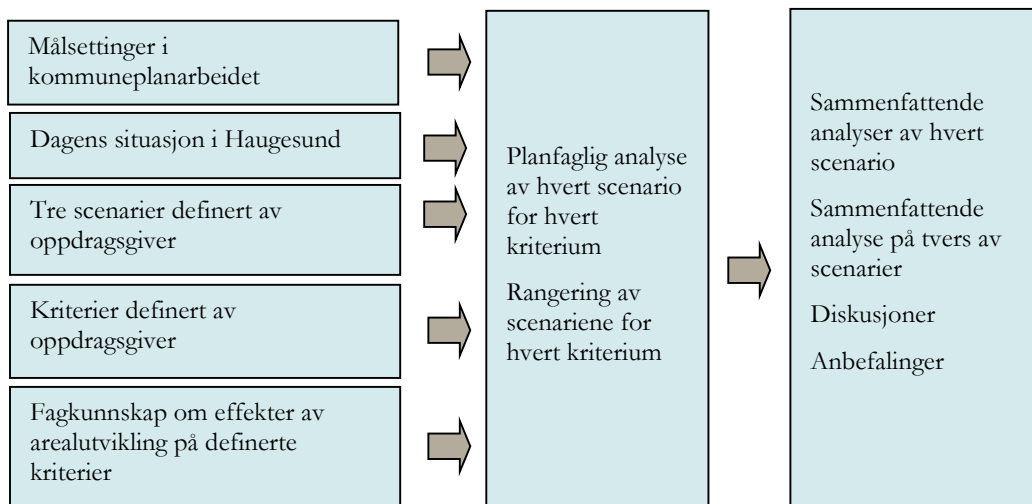 Målsettinger i
kommuneplanarbeidet
Dagens situasjon i Haugesund
Tre scenarier definert av
oppdragsgiver
Kriterier definert av
oppdragsgiver
Fagkunnskap om effekter av
arealutvikling på definerte
kriterier
Planfaglig analyse
av hvert scenario
for hvert
kriterium
Rangering av
scenariene for
hvert kriterium
Sammenfattende
analyser av hvert
scenario
Sammenfattende
analyse på tvers av
scenarier
Diskusjoner
Anbefalinger